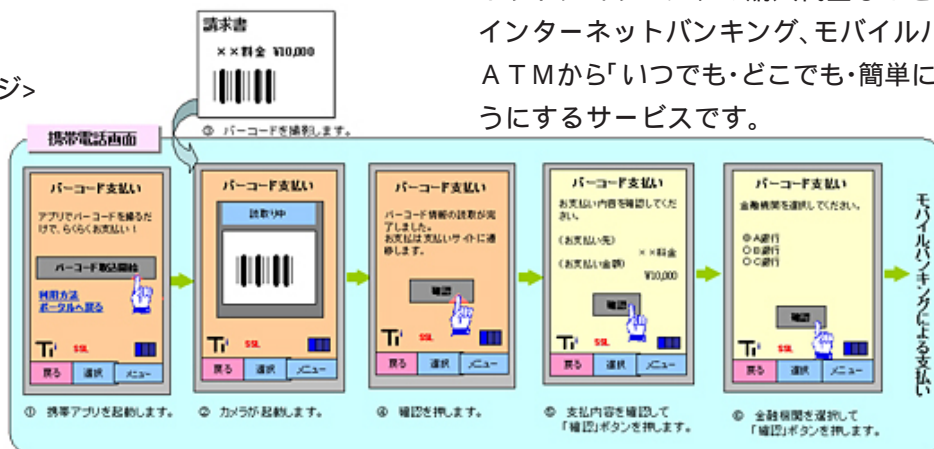 インターネットバンキング、モバイル
ＡＴＭから「いつでも・どこでも・簡単に
うにするサービスです。
ジ>
請求書
××料金 ¥10,000
③ バーコードを撮影します。
携帯電話画面
バーコード支払い
アプリでバーコードを撮るだ
けで、らくらくお支払い！
バーコード取込開始
利用方法
ポータルへ戻る
Ti' SSL
戻る 選択 メニュー
① 携帯アプリを起動します。
バーコード支払い
読取り中
Ti' SSL
戻る 選択 メニュー
② カメラが起動します。
バーコード支払い
バーコード情報の読取が完
了しました。
お支払は支払いサイトに遷
移します。
確認
Ti' SSL
戻る 選択 メニュー
④ 確認を押します。
バーコード支払い
お支払い内容を確認してくだ
さい。
（お支払い先）
××料金
（お支払い金額）
¥10,000
確認
Ti' SSL
戻る 選択 メニュー
⑤ 支払内容を確認して
「確認」ボタンを押します。
バーコード支払い
金融機関を選択してください。
◎A銀行
○B銀行
○C銀行
確認
Ti' SSL
戻る 選択 メニュー
⑥ 金融機関を選択して
「確認」ボタンを押します。
モバイルバンキングによる支払い